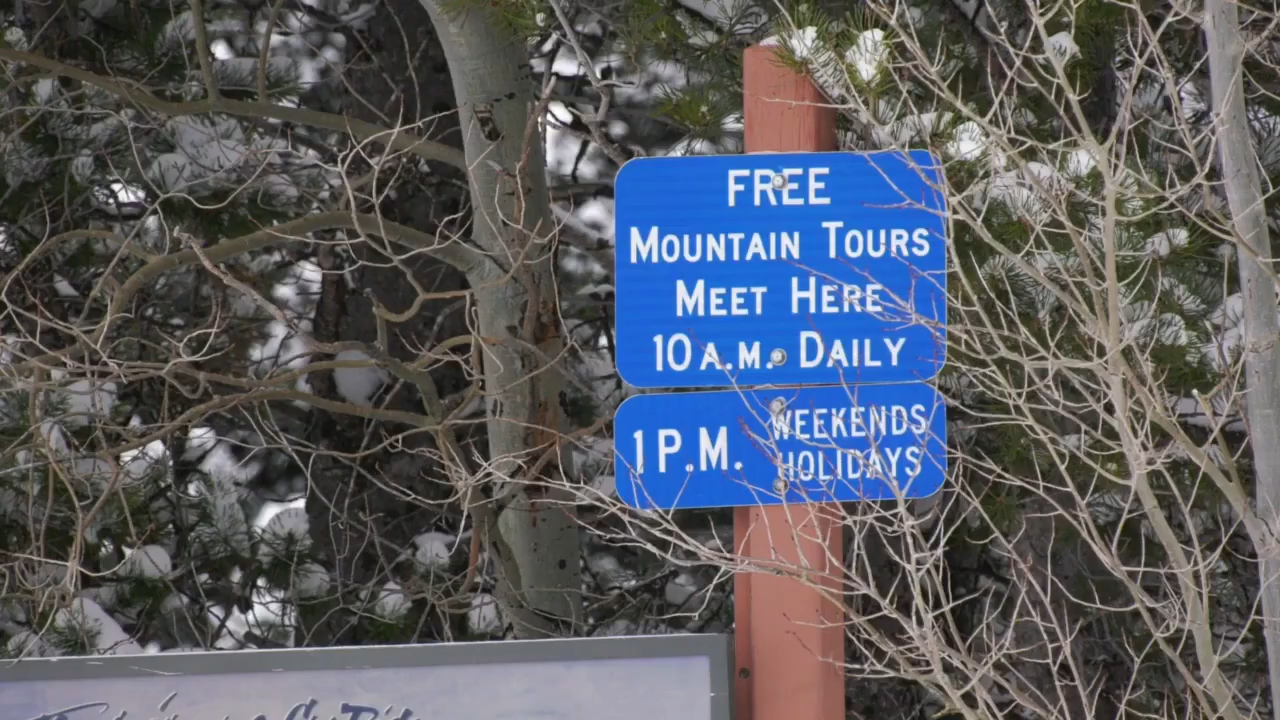 FREE
MOUNTAIN TOURS
MEET HERE
10 A.M. DAILY
1 P.M. WEEKENDS
HOLIDAYS